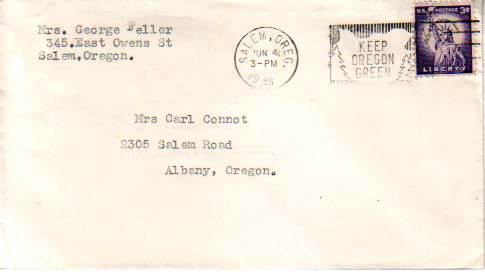 Mrs. George Feller
345.East Owens St
Salem,Oregon.
SALEM, OREG.
JUN 4
3-PM
KEEP
OREGON
GREEN
U.S. POSTAGE 3¢
LIBERTY
Mrs Carl Connot
2305 Salem Road
Albany, Oregon.